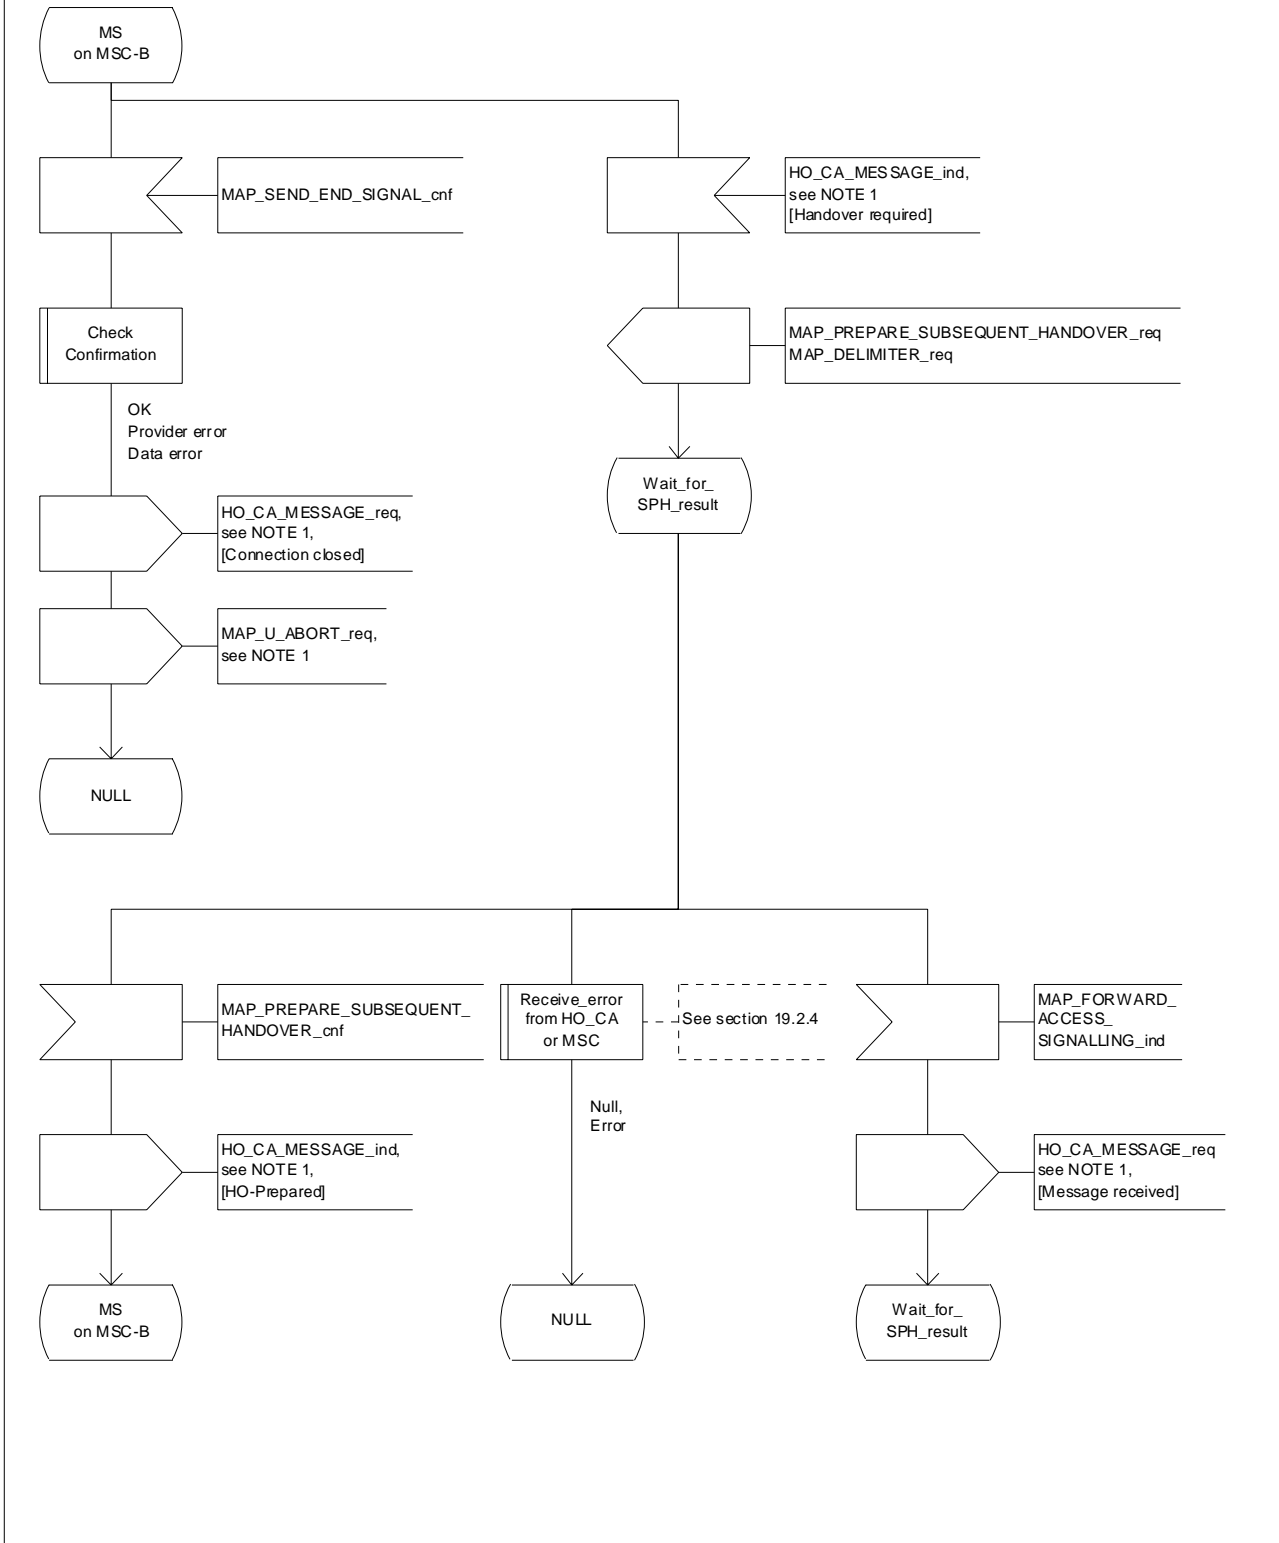 MS
on MSC-B
MAP_SEND_END_SIGNAL_cnf
HO_CA_MESSAGE_ind,
see NOTE 1
[Handover required]
Check
Confirmation
MAP_PREPARE_SUBSEQUENT_HANDOVER_req
MAP_DELIMITER_req
OK
Provider error
Data error
Wait_for_
SPH_result
HO_CA_MESSAGE_req,
see NOTE 1,
[Connection closed]
MAP_U_ABORT_req,
see NOTE 1
NULL
MAP_PREPARE_SUBSEQUENT_
HANDOVER_cnf
Receive_error
from HO_CA
or MSC
See section 19.2.4
MAP_FORWARD_
ACCESS_
SIGNALLING_ind
Null,
Error
HO_CA_MESSAGE_ind,
see NOTE 1,
[HO-Prepared]
HO_CA_MESSAGE_req
see NOTE 1,
[Message received]
MS
on MSC-B
NULL
Wait_for_
SPH_result